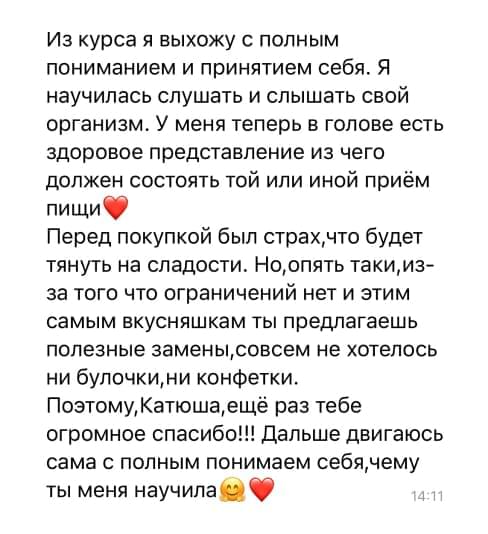 Из курса я выхожу с полным
пониманием и принятием себя. Я
научилась слушать и слышать свой
организм. У меня теперь в голове есть
здоровое представление из чего
должен состоять той или иной приём
пищи❤️
Перед покупкой был страх,что будет
тянуть на сладости. Но,опять таки,из-
за того что ограничений нет и этим
самым вкусняшкам ты предлагаешь
полезные замены,совсем не хотелось
ни булочки,ни конфетки.
Поэтому,Катюша,ещё раз тебе
огромное спасибо!!! Дальше двигаюсь
сама с полным понимаем себя,чему
ты меня научила🤗❤️
14:11